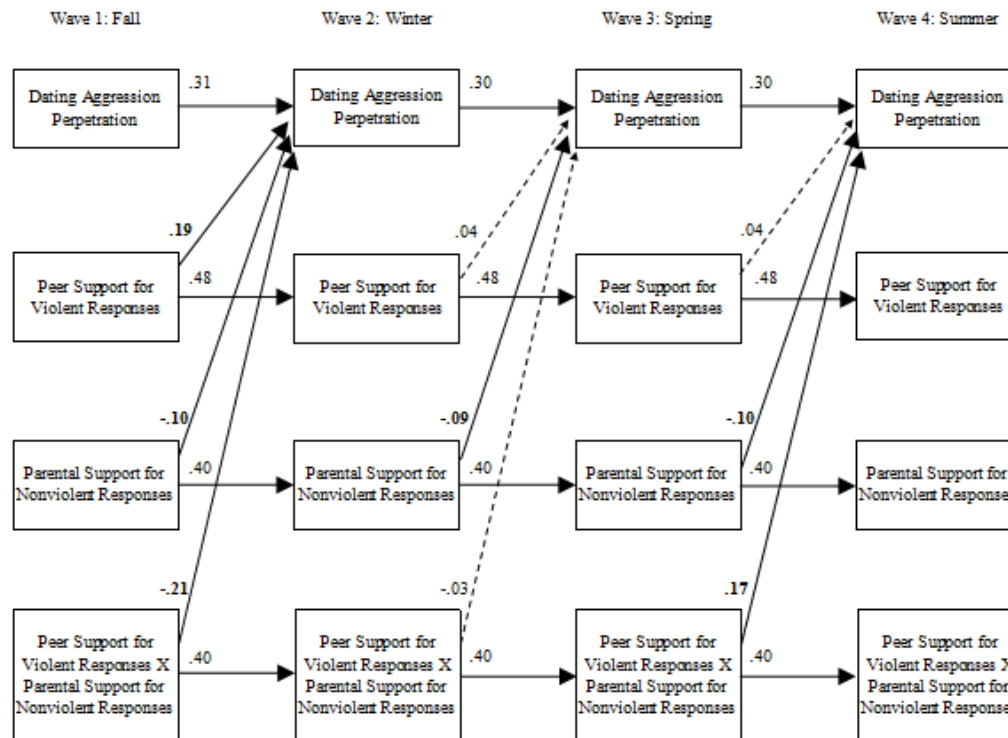 Wave 1: Fall
Wave 2: Winter
Wave 3: Spring
Wave 4: Summer
Dating Aggression
Perpetration
.31
Dating Aggression
Perpetration
.30
Dating Aggression
Perpetration
.30
Dating Aggression
Perpetration
.19
.04
.04
Peer Support for
Violent Responses
.48
Peer Support for
Violent Responses
.48
Peer Support for
Violent Responses
.48
Peer Support for
Violent Responses
-.10
-.09
-.10
Parental Support for
Nonviolent Responses
.40
Parental Support for
Nonviolent Responses
.40
Parental Support for
Nonviolent Responses
.40
Parental Support for
Nonviolent Response
-.21
-.03
.17
Peer Support for
Violent Responses X
Parental Support for
Nonviolent Responses
.40
Peer Support for
Violent Responses X
Parental Support for
Nonviolent Responses
.40
Peer Support for
Violent Responses X
Parental Support for
Nonviolent Responses
.40
Peer Support for
Violent Responses X
Parental Support for
Nonviolent Response